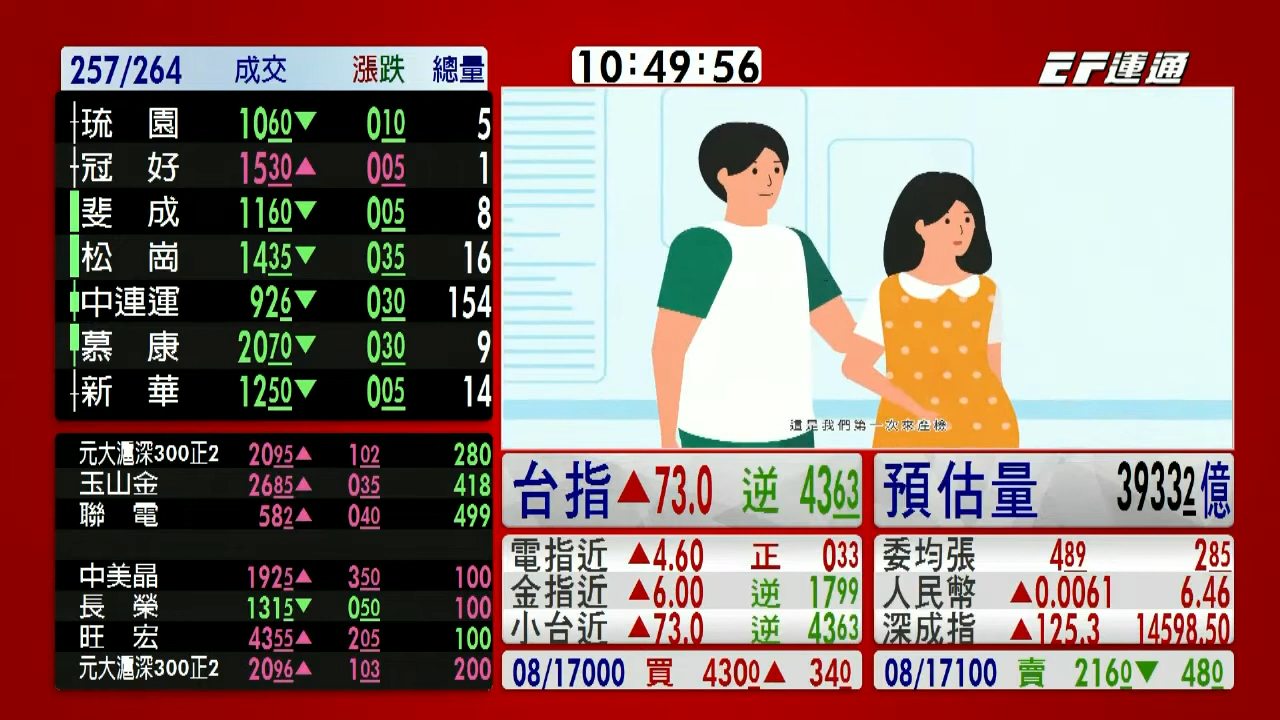 257/264 成交 漲跌 總量
10:49:56
EF運通
琉園 1060▼ 010 5
冠好 1530▲ 005 1
斐成 1160▼ 005 8
松崗 1435▼ 035 16
中連運 926▼ 030 154
慕康 2070▼ 030 9
新華 1250▼ 005 14
這是我們第一次來產檢
元大滬深300正2 2095▲ 102 280
玉山金 2685▲ 035 418
聯電 582▲ 040 499
中美晶 1925▲ 350 100
長榮 1315▼ 050 100
旺宏 4355▲ 205 100
元大滬深300正2 2096▲ 103 200
台指▲73.0 逆 4363
預估量 39332億
電指近 ▲4.60 正 033
金指近 ▲6.00 逆 1799
小台近 ▲73.0 逆 4363
委均張 489 285
人民幣 ▲0.0061 6.46
深成指 ▲125.3 14598.50
08/17000 買 4300▲ 340
08/17100 賣 2160▼ 480